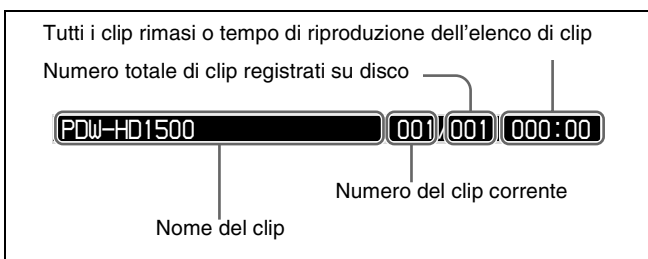 Tutti i clip rimasi o tempo di riproduzione dell'elenco di clip
Numero totale di clip registrati su disco
PDW-HD1500 001/001 000:00
Numero del clip corrente
Nome del clip